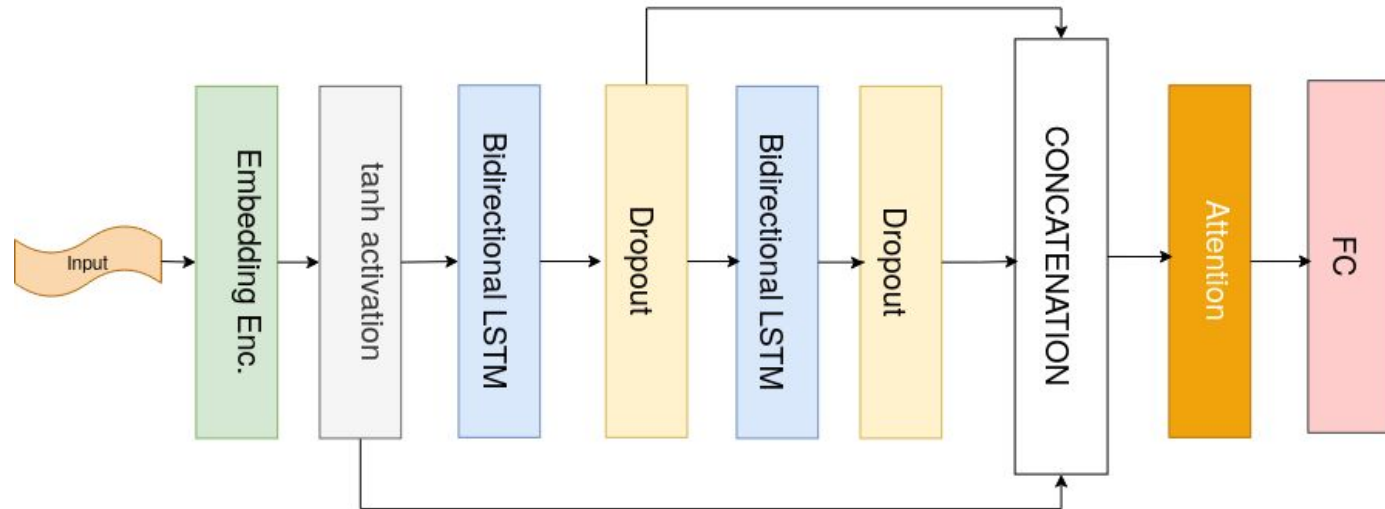 Input
Embedding Enc.
tanh activation
Bidirectional LSTM
Dropout
Bidirectional LSTM
Dropout
CONCATENATION
Attention
FC